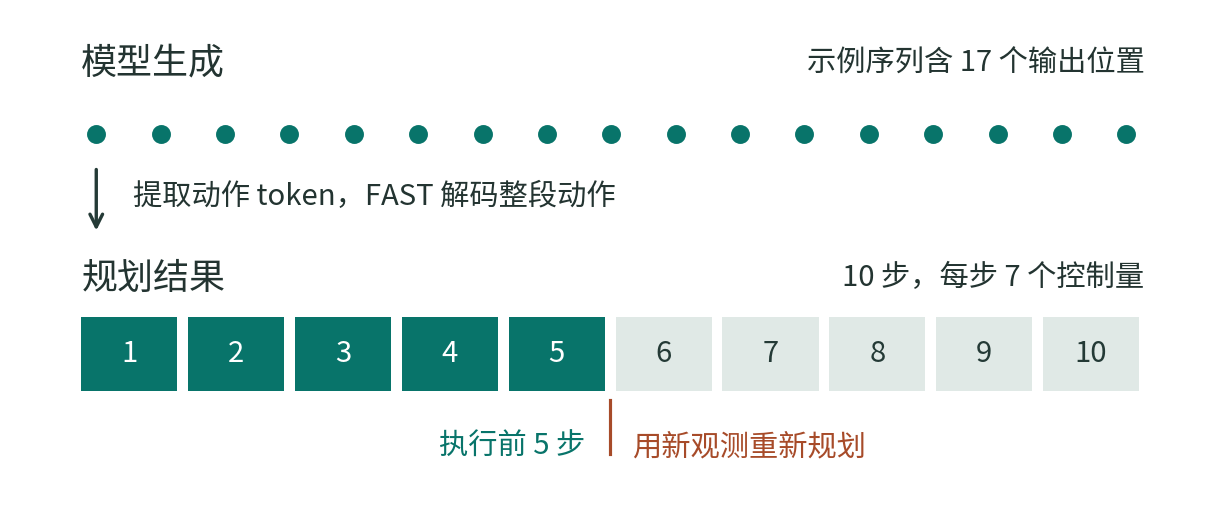 模型生成
示例序列含 17 个输出位置
提取动作 token，FAST 解码整段动作
规划结果
10 步，每步 7 个控制量
1 2 3 4 5 6 7 8 9 10
执行前 5 步
用新观测重新规划